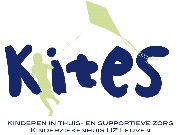 Kites
KINDEREN IN THUIS- EN SUPPORTIEVE ZORG
KINDERZIEKENHUIS UZ LEUVEN